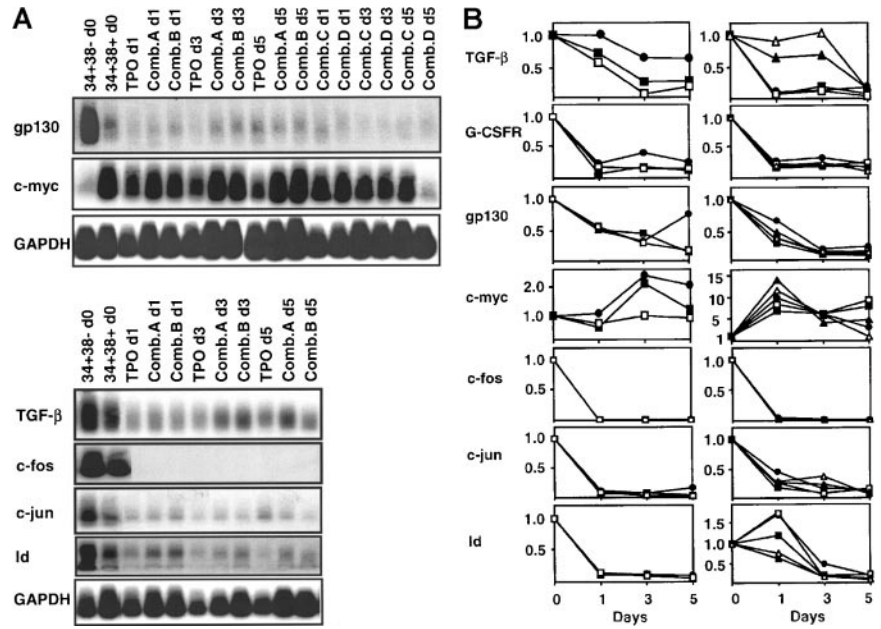 A
34+38- d0
34+38+ d0
TPO d1
Comb.A d1
Comb.B d1
TPO d3
Comb.A d3
Comb.B d3
TPO d5
Comb.A d5
Comb.B d5
Comb.C d1
Comb.D d1
Comb.C d3
Comb.D d3
Comb.C d5
Comb.D d5
gp130
c-myc
GAPDH
34+38- d0
34+38+ d0
TPO d1
Comb.A d1
Comb.B d1
TPO d3
Comb.A d3
Comb.B d3
TPO d5
Comb.A d5
Comb.B d5
TGF-β
c-fos
c-jun
Id
GAPDH
B
TGF-β
1.0
0.5
1.0
0.5
G-CSFR
1.0
0.5
1.0
0.5
gp130
1.0
0.5
1.0
0.5
c-myc
2.0
1.0
15
10
5
1
c-fos
1.0
0.5
1.0
0.5
c-jun
1.0
0.5
1.0
0.5
Id
1.0
0.5
1.5
1.0
0.5
0 1 3 5
Days
0 1 3 5
Days